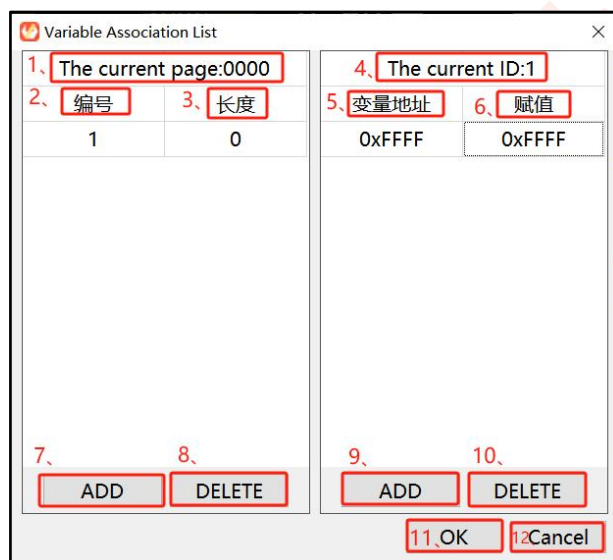 Variable Association List
1、 The current page:0000 4、 The current ID:1
2、 编号 3、 长度 5、 变量地址 6、 赋值
1 0 0xFFFF 0xFFFF
7、 8、 9、 10、
ADD DELETE ADD DELETE
11、OK 12Cancel